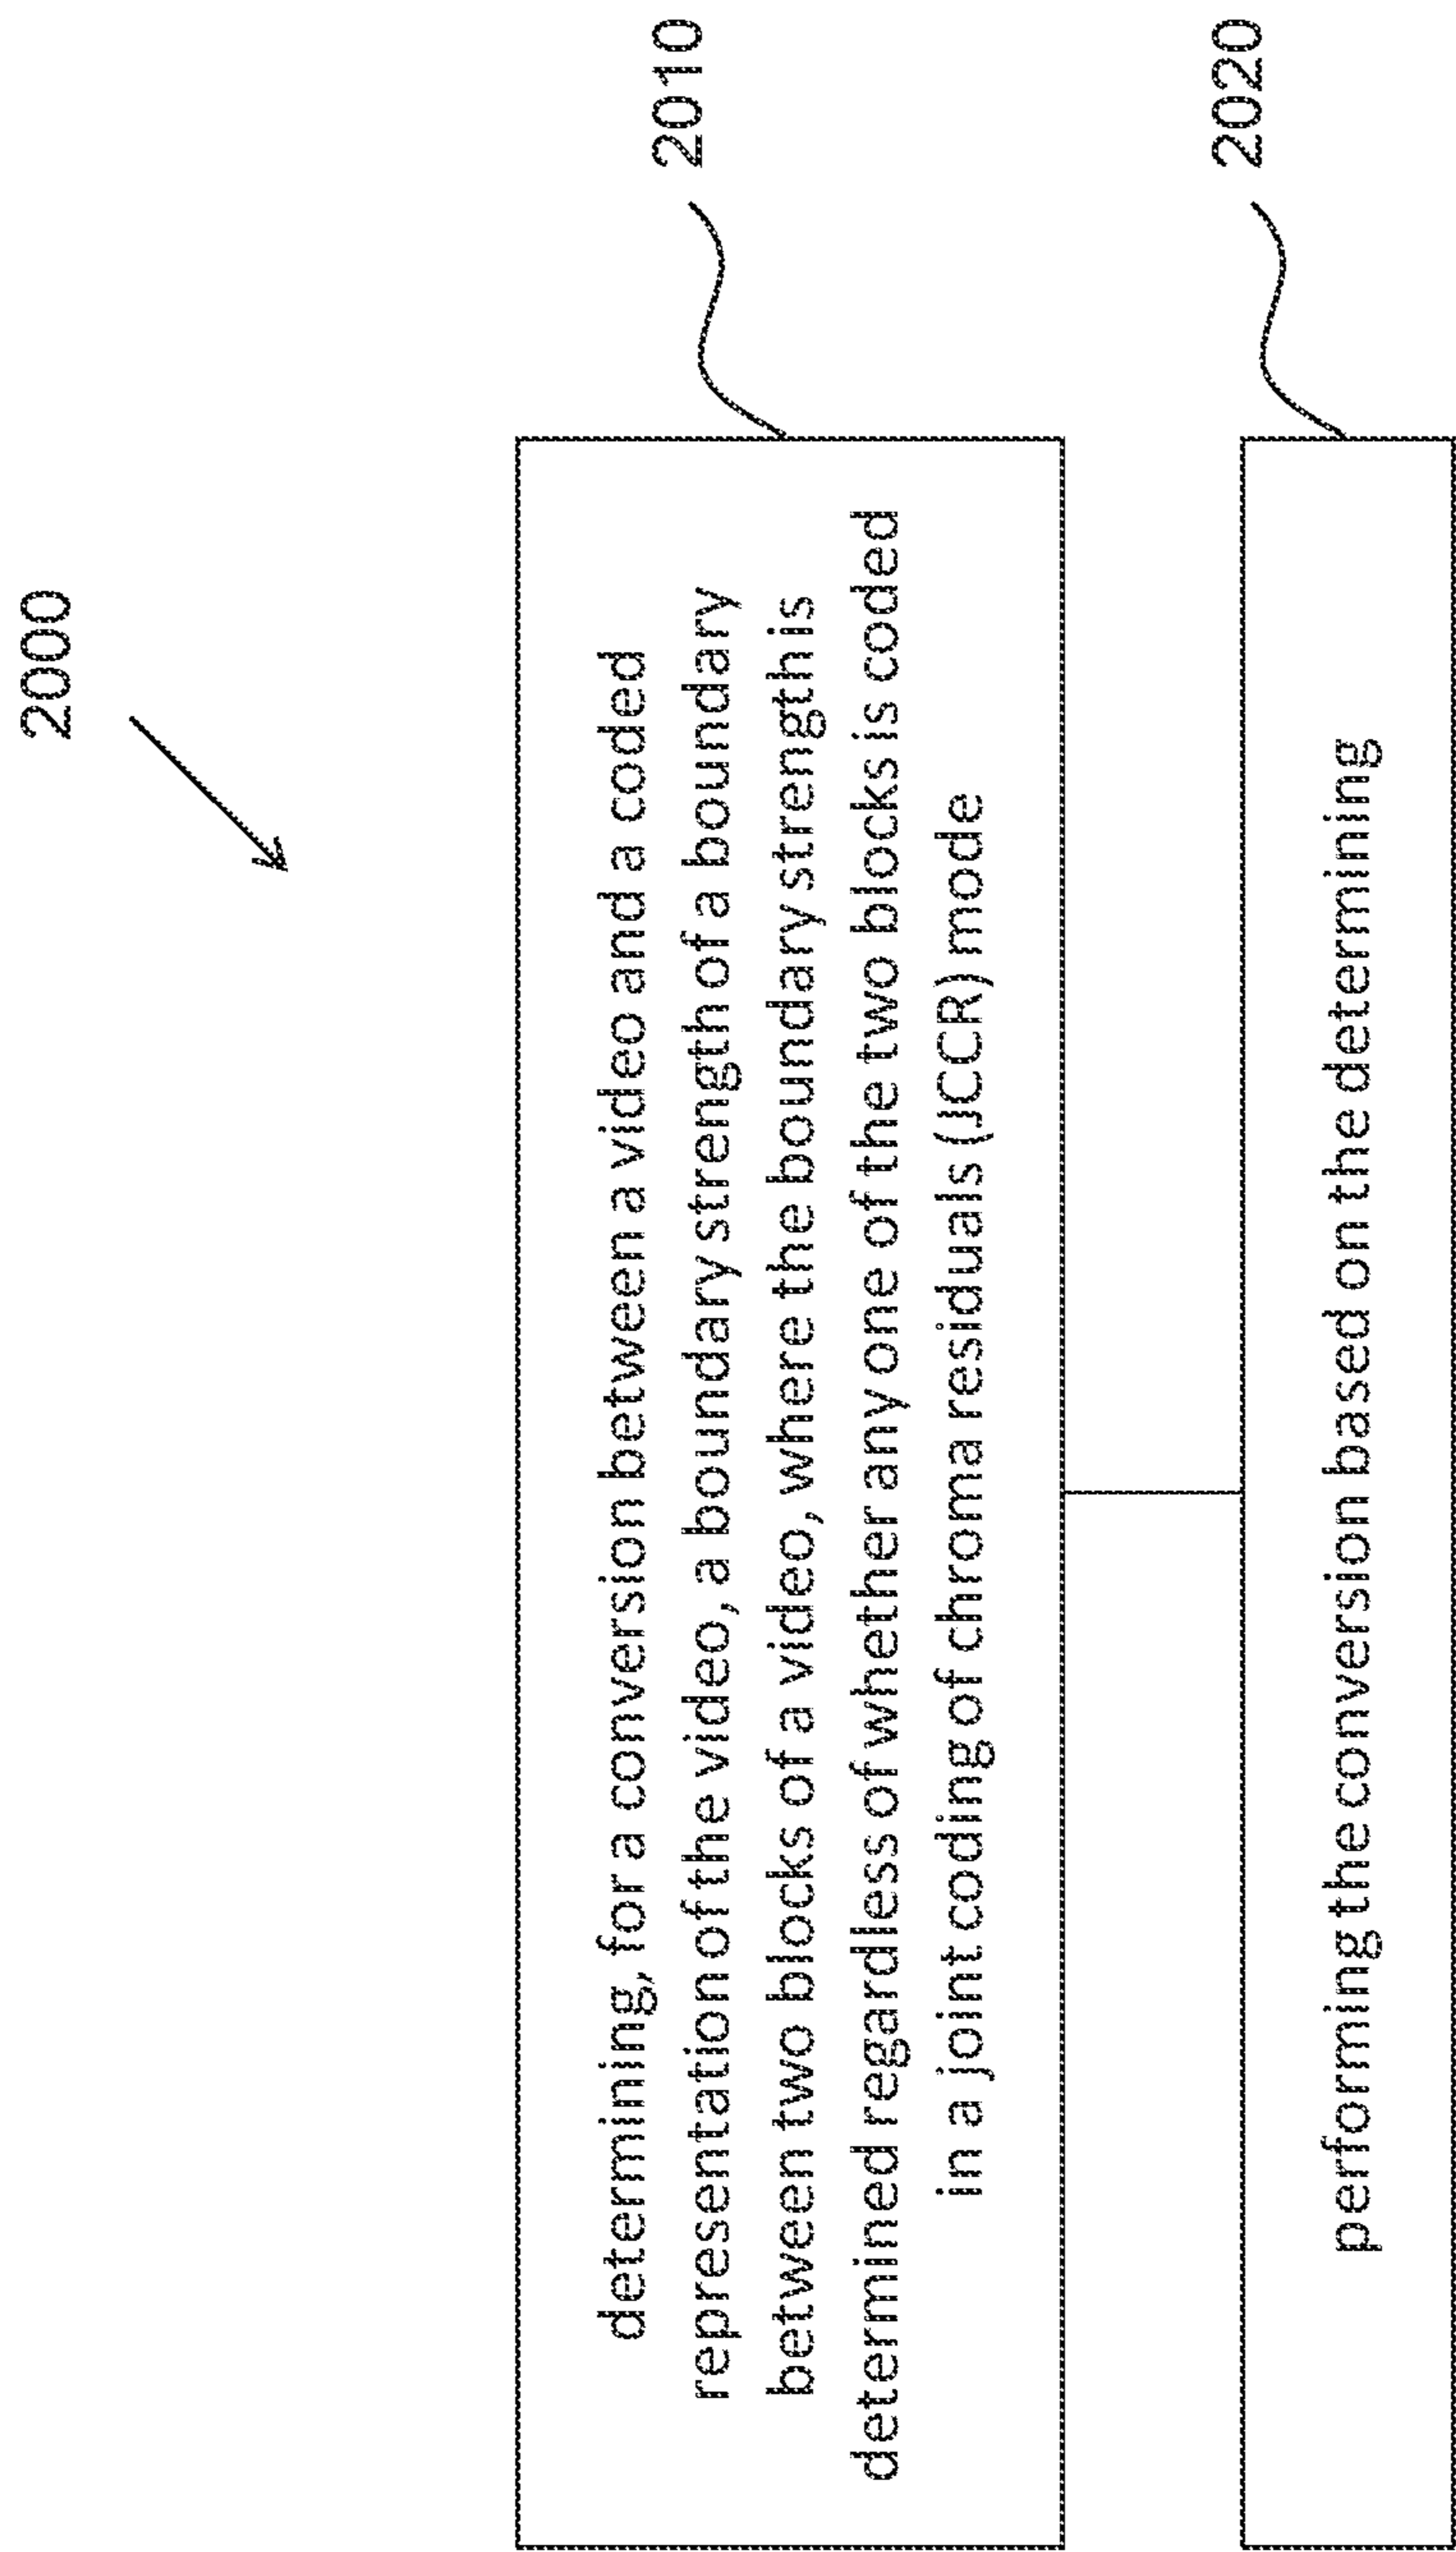 2000
determining, for a conversion between a video and a coded
representation of the video, a boundary strength of a boundary
between two blocks of a video, where the boundary strength is
determined regardless of whether any one of the two blocks is coded
in a joint coding of chroma residuals (JCCR) mode
2010
performing the conversion based on the determining
2020